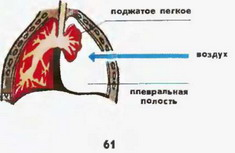 поджатое легкое
воздух
плевральная
полость
61